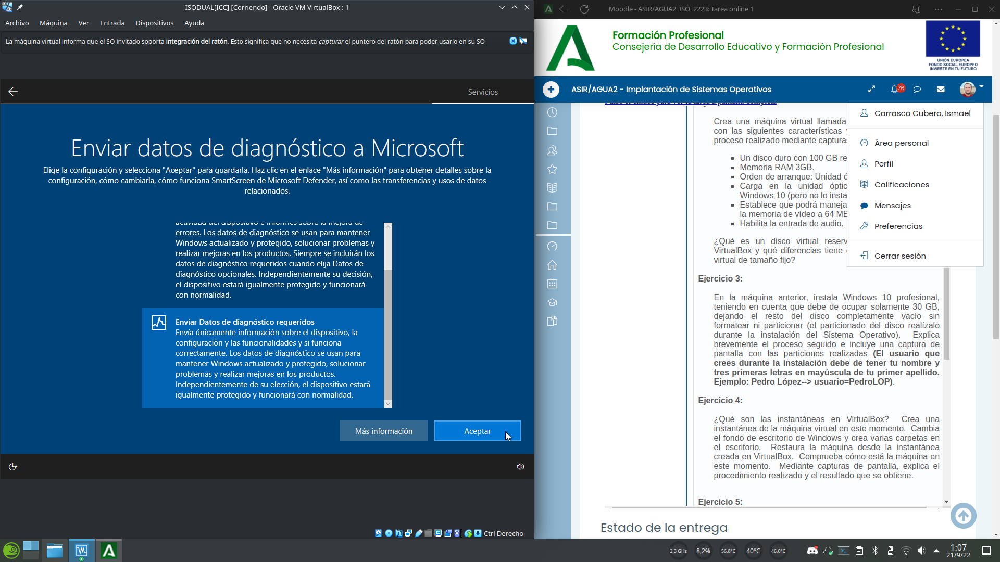 ISODUAL[ICC] [Corriendo] - Oracle VM VirtualBox : 1
Archivo Máquina Ver Entrada Dispositivos Ayuda
La máquina virtual informa que el SO invitado soporta integración del ratón. Esto significa que no necesita capturar el puntero del ratón para poder usarlo en su SO
Servicios
Enviar datos de diagnóstico a Microsoft
Elige la configuración y selecciona "Aceptar" para guardarla. Haz clic en el enlace "Más información" para obtener detalles sobre la
configuración, cómo cambiarla, cómo funciona SmartScreen de Microsoft Defender, así como las transferencias y usos de datos
relacionados.
actividad del dispositivo e informes sobre la mejora de
errores. Los datos de diagnóstico se usan para mantener
Windows actualizado y protegido, solucionar problemas y
realizar mejoras en los productos. Siempre se incluirán los
datos de diagnóstico requeridos cuando elija Datos de
diagnóstico opcionales. Independientemente su decisión,
el dispositivo estará igualmente protegido y funcionará
con normalidad.
Enviar Datos de diagnóstico requeridos
Envía únicamente información sobre el dispositivo, la
configuración y las funcionalidades y si funciona
correctamente. Los datos de diagnóstico se usan para
mantener Windows actualizado y protegido, solucionar
problemas y realizar mejoras en los productos.
Independientemente de su elección, el dispositivo estará
igualmente protegido y funcionará con normalidad.
Más información
Aceptar
Ctrl Derecho
Moodle - ASIR/AGUA2_ISO_2223: Tarea online 1
Formación Profesional
Consejería de Desarrollo Educativo y Formación Profesional
UNIÓN EUROPEA
FONDO SOCIAL EUROPEO
INVIERTE EN TU FUTURO
ASIR/AGUA2 - Implantación de Sistemas Operativos
76
Pulse el enlace para ver la tarea a pantalla completa
Crea una máquina virtual llamada
con las siguientes características
proceso realizado mediante capturas
Un disco duro con 100 GB re
Memoria RAM 3GB.
Orden de arranque: Unidad ó
Carga en la unidad óptic
Windows 10 (pero no lo insta
Establece que podrá maneja
la memoria de vídeo a 64 MB
Habilita la entrada de audio.
¿Qué es un disco virtual reserv
VirtualBox y qué diferencias tiene
virtual de tamaño fijo?
Carrasco Cubero, Ismael
Área personal
Perfil
Calificaciones
Mensajes
Preferencias
Cerrar sesión
Ejercicio 3:
En la máquina anterior, instala Windows 10 profesional,
teniendo en cuenta que debe de ocupar solamente 30 GB,
dejando el resto del disco completamente vacío sin
formatear ni particionar (el particionado del disco realízalo
durante la instalación del Sistema Operativo). Explica
brevemente el proceso seguido e incluye una captura de
pantalla con las particiones realizadas (El usuario que
crees durante la instalación debe de tener tu nombre y
tres primeras letras en mayúscula de tu primer apellido.
Ejemplo: Pedro López--> usuario=PedroLOP).
Ejercicio 4:
¿Qué son las instantáneas en VirtualBox? Crea una
instantánea de la máquina virtual en este momento. Cambia
el fondo de escritorio de Windows y crea varias carpetas en
el escritorio. Restaura la máquina desde la instantánea
creada en VirtualBox. Comprueba cómo está la máquina en
este momento. Mediante capturas de pantalla, explica el
procedimiento realizado y el resultado que se obtiene.
Ejercicio 5:
Estado de la entrega
2,3 GHz 8,2% 56,8°C 40°C 46,0°C
1:07
21/9/22